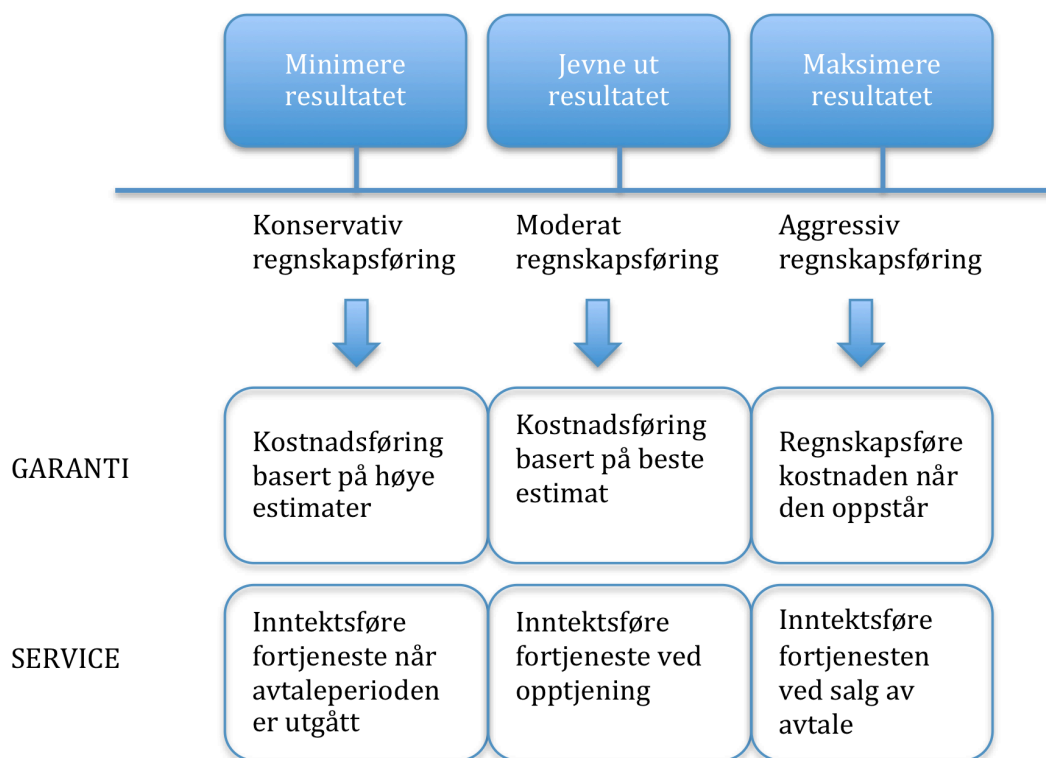 Minimere
resultatet
Jevne ut
resultatet
Maksimere
resultatet
Konservativ
regnskapsføring
Moderat
regnskapsføring
Aggressiv
regnskapsføring
GARANTI
Kostnadsføring
basert på høye
estimater
Kostnadsføring
basert på beste
estimat
Regnskapsføre
kostnaden når
den oppstår
SERVICE
Inntektsføre
fortjeneste når
avtaleperioden
er utgått
Inntektsføre
fortjeneste ved
opptjening
Inntektsføre
fortjenesten
ved salg av
avtale